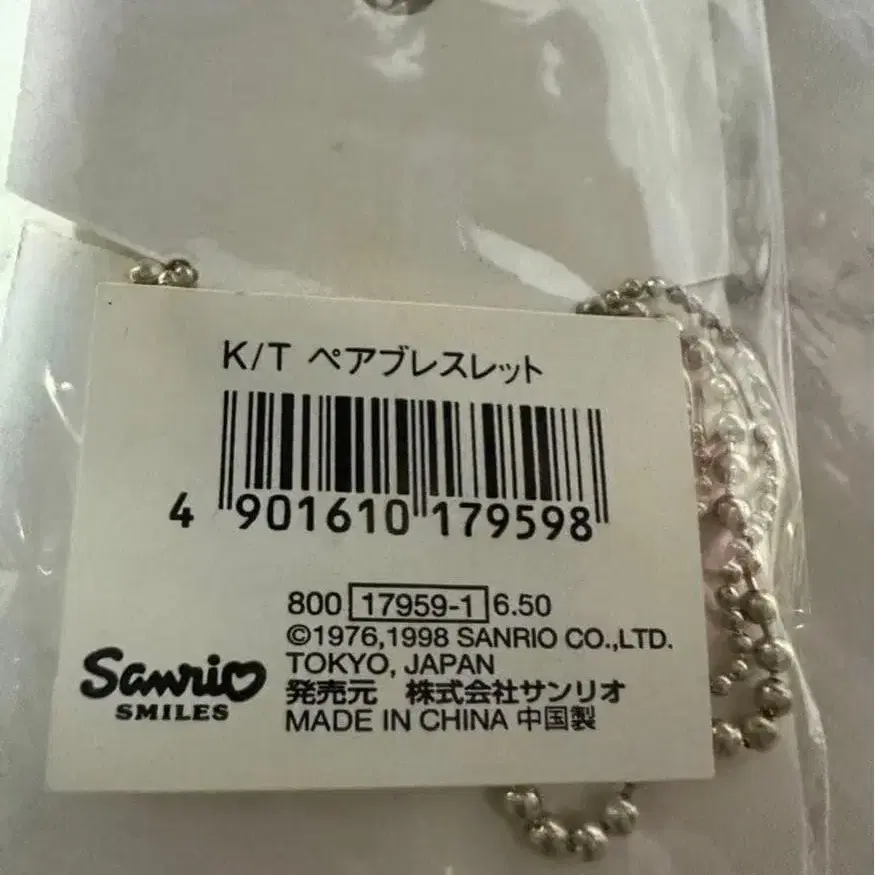 K/T ペアブレスレット
4 901610 179598
800 17959-1 6.50
©1976,1998 SANRIO CO.,LTD.
TOKYO, JAPAN
発売元 株式会社サンリオ
MADE IN CHINA 中国製
Sanrio
SMILES